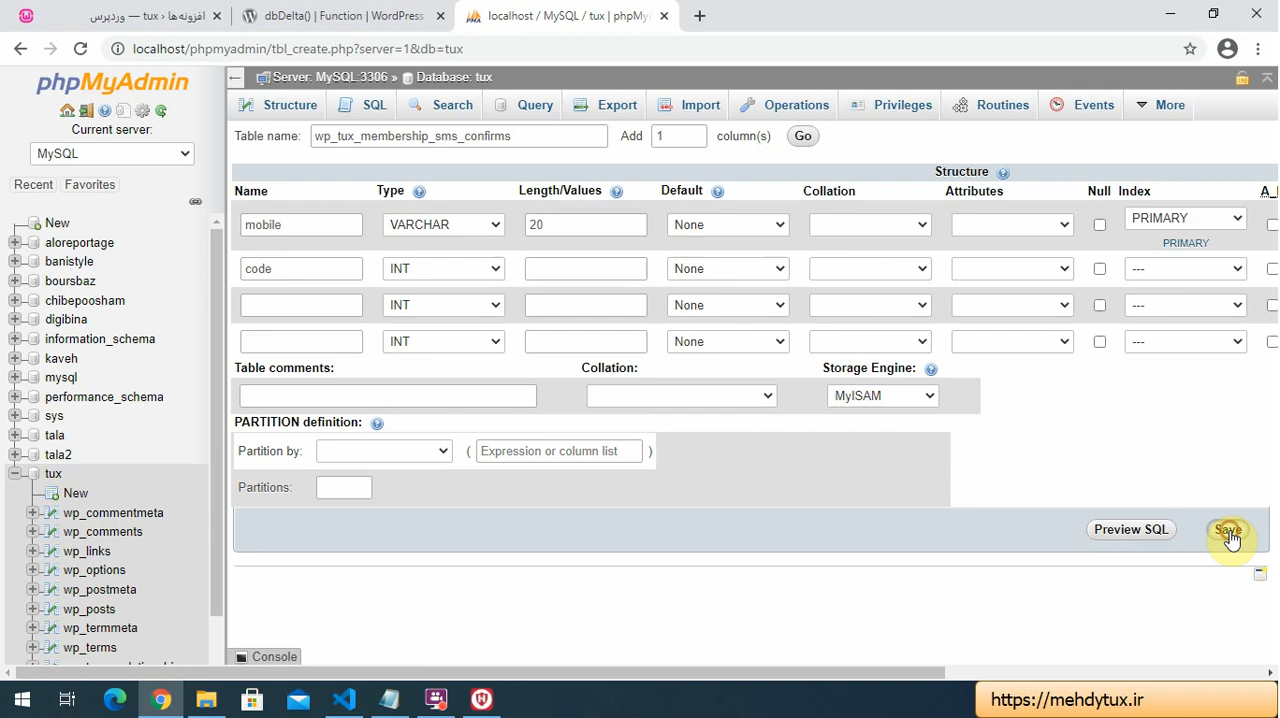 افزونه‌ها ‹ tux — وردپرس
dbDelta() | Function | WordPress
localhost / MySQL / tux | phpMy
localhost/phpmyadmin/tbl_create.php?server=1&db=tux
phpMyAdmin
Current server:
MySQL
Recent Favorites
New
aloreportage
banistyle
boursbaz
chibepoosham
digibina
information_schema
kaveh
mysql
performance_schema
sys
tala
tala2
tux
New
wp_commentmeta
wp_comments
wp_links
wp_options
wp_postmeta
wp_posts
wp_termmeta
wp_terms
Server: MySQL:3306 » Database: tux
Structure SQL Search Query Export Import Operations Privileges Routines Events More
Table name: wp_tux_membership_sms_confirms Add 1 column(s) Go
Structure
Name Type Length/Values Default Collation Attributes Null Index A_I
mobile VARCHAR 20 None PRIMARY
PRIMARY
code INT None ---
INT None ---
INT None ---
Table comments: Collation: Storage Engine:
MyISAM
PARTITION definition:
Partition by: ( Expression or column list )
Partitions:
Preview SQL Save
Console
https://mehdytux.ir